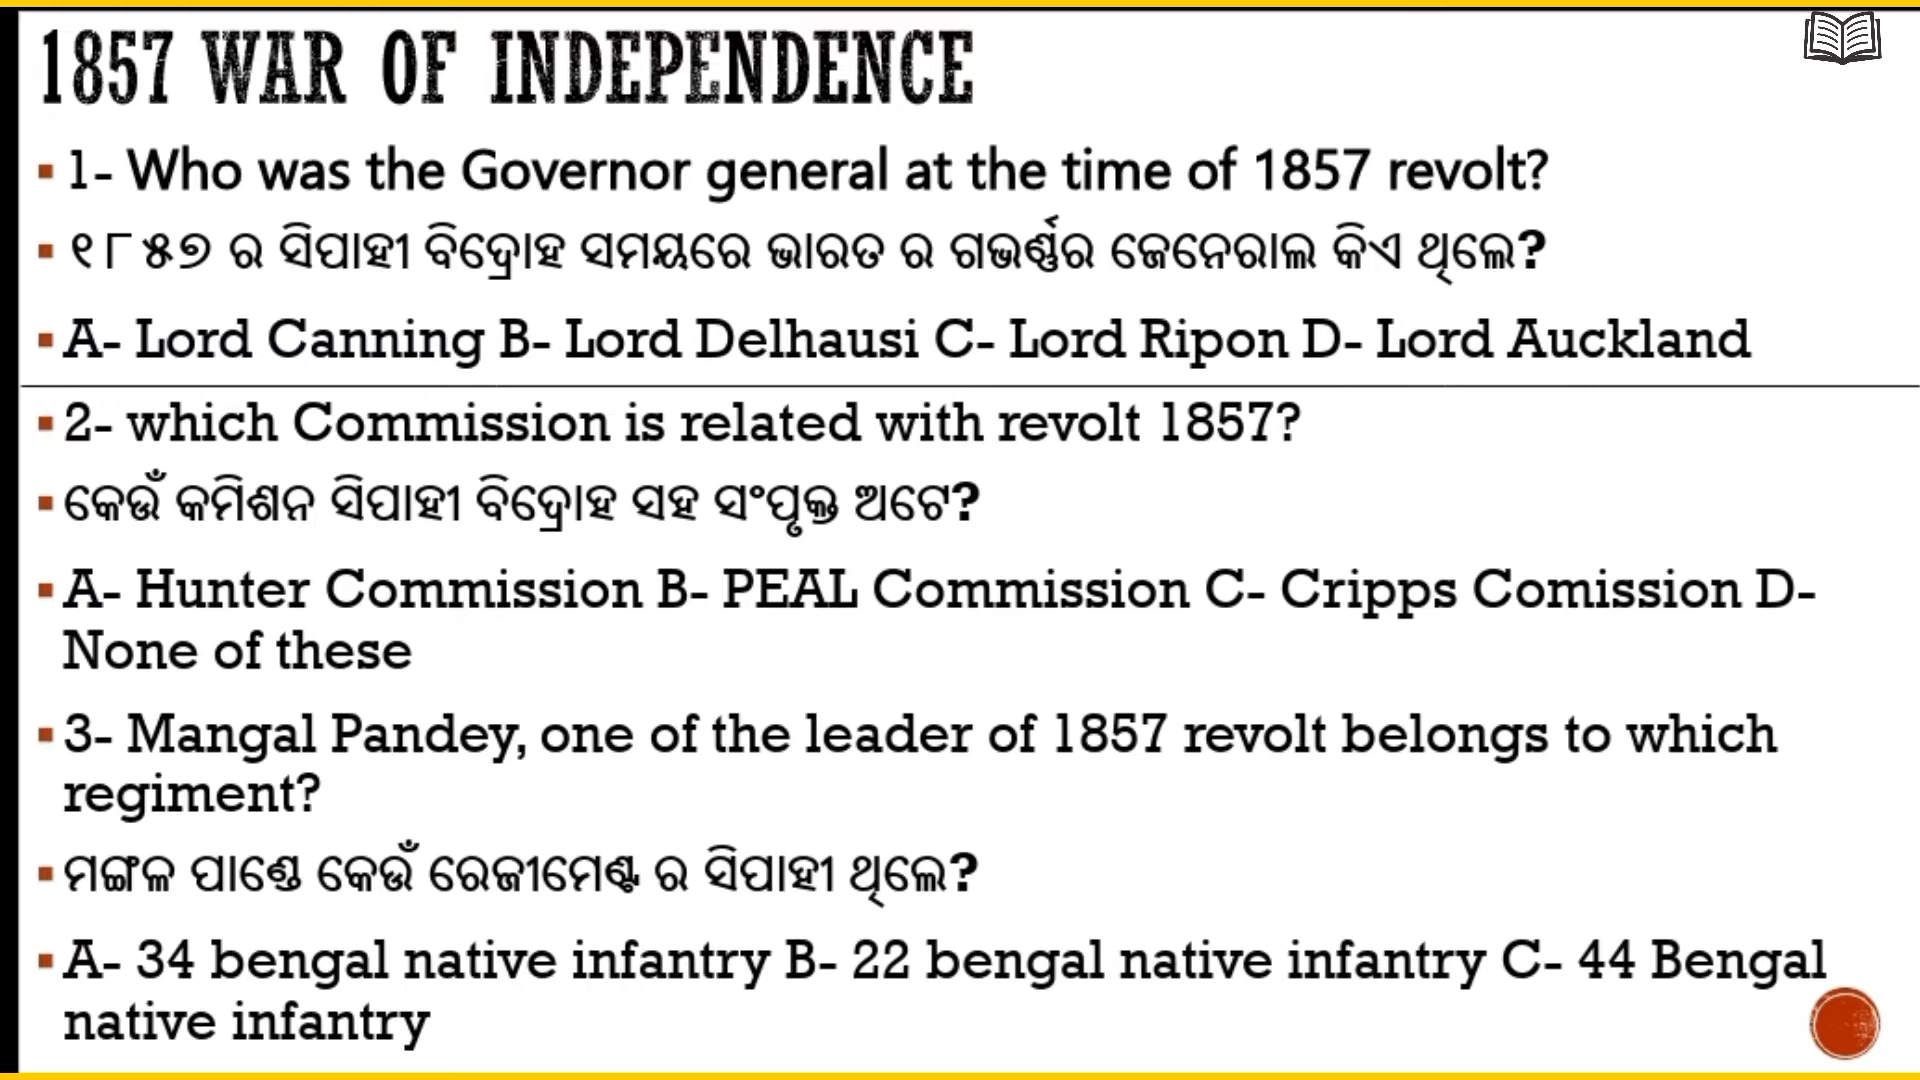 1857 WAR OF INDEPENDENCE
▪ 1- Who was the Governor general at the time of 1857 revolt?
▪ ୧୮୫୭ ର ସିପାହୀ ବିଦ୍ରୋହ ସମୟରେ ଭାରତ ର ଗଭର୍ଣ୍ଣର ଜେନେରାଲ କିଏ ଥିଲେ?
▪ A- Lord Canning B- Lord Delhausi C- Lord Ripon D- Lord Auckland
▪ 2- which Commission is related with revolt 1857?
▪ କେଉଁ କମିଶନ ସିପାହୀ ବିଦ୍ରୋହ ସହ ସଂପୃକ୍ତ ଅଟେ?
▪ A- Hunter Commission B- PEAL Commission C- Cripps Comission D-
None of these
▪ 3- Mangal Pandey, one of the leader of 1857 revolt belongs to which
regiment?
▪ ମଙ୍ଗଳ ପାଣ୍ଡେ କେଉଁ ରେଜୀମେଣ୍ଟ ର ସିପାହୀ ଥିଲେ?
▪ A- 34 bengal native infantry B- 22 bengal native infantry C- 44 Bengal
native infantry